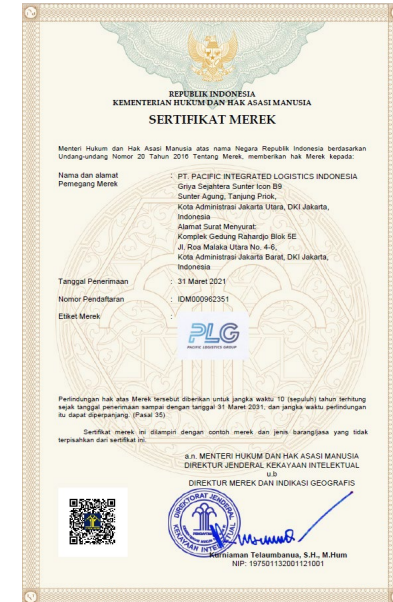 REPUBLIK INDONESIA
KEMENTERIAN HUKUM DAN HAK ASASI MANUSIA
SERTIFIKAT MEREK
Menteri Hukum dan Hak Asasi Manusia atas nama Negara Republik Indonesia berdasarkan
Undang-undang Nomor 20 Tahun 2016 Tentang Merek, memberikan hak Merek kepada:
Nama dan alamat
Pemegang Merek
: PT. PACIFIC INTEGRATED LOGISTICS INDONESIA
Griya Sejahtera Sunter Icon B9
Sunter Agung, Tanjung Priok,
Kota Administrasi Jakarta Utara, DKI Jakarta,
Indonesia
Alamat Surat Menyurat:
Komplek Gedung Rahardjo Blok 5E
Jl, Roa Malaka Utara No. 4-6,
Kota Administrasi Jakarta Barat, DKI Jakarta,
Indonesia
Tanggal Penerimaan : 31 Maret 2021
Nomor Pendaftaran : IDM000962351
Etiket Merek :
PLG
PACIFIC LOGISTICS GROUP
Perlindungan hak atas Merek tersebut diberikan untuk jangka waktu 10 (sepuluh) tahun terhitung
sejak tanggal penerimaan sampai dengan tanggal 31 Maret 2031, dan jangka waktu perlindungan
itu dapat diperpanjang. (Pasal 35)
Sertifikat merek ini dilampiri dengan contoh merek dan jenis barang/jasa yang tidak
terpisahkan dari sertifikat ini.
a.n. MENTERI HUKUM DAN HAK ASASI MANUSIA
DIREKTUR JENDERAL KEKAYAAN INTELEKTUAL
u.b
DIREKTUR MEREK DAN INDIKASI GEOGRAFIS
DIREKTORAT JENDERAL
KEKAYAAN INTELEKTUAL
Kurniaman Telaumbanua, S.H., M.Hum
NIP: 197501132001121001